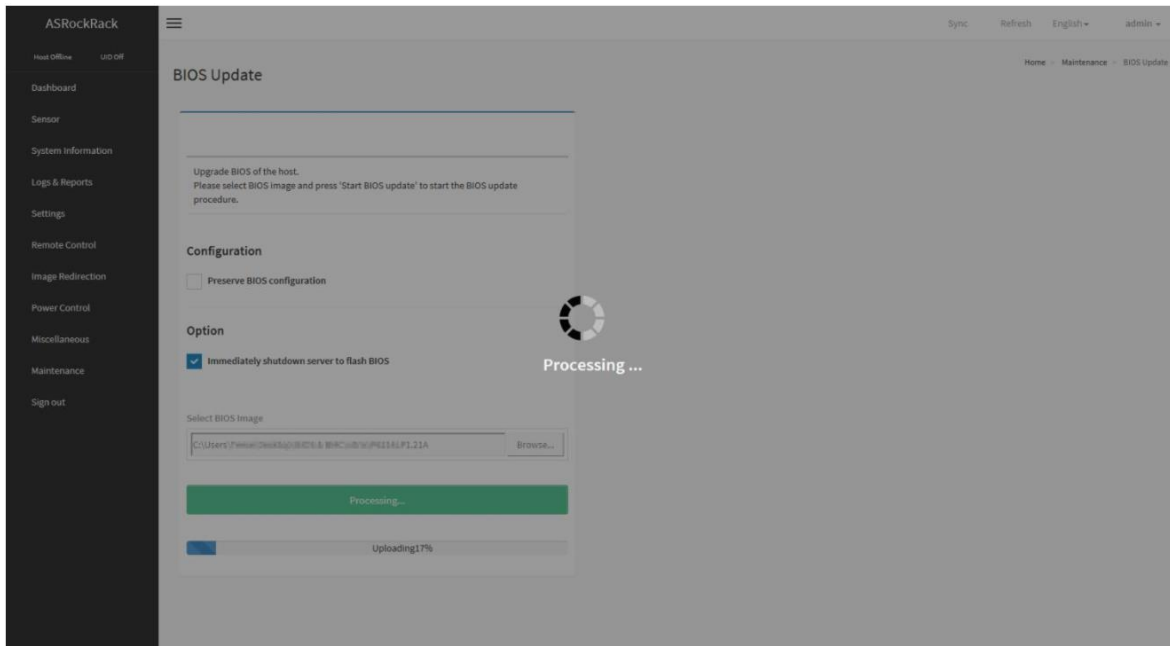 ASRockRack
Sync Refresh English admin
Host Offline UID Off
Home > Maintenance > BIOS Update
BIOS Update
Dashboard
Sensor
System Information
Logs & Reports
Settings
Remote Control
Image Redirection
Power Control
Miscellaneous
Maintenance
Sign out
Upgrade BIOS of the host.
Please select BIOS image and press 'Start BIOS update' to start the BIOS update
procedure.
Configuration
Preserve BIOS configuration
Option
Immediately shutdown server to flash BIOS
Processing ...
Select BIOS Image
C:\Users\
Browse...
Processing...
Uploading17%